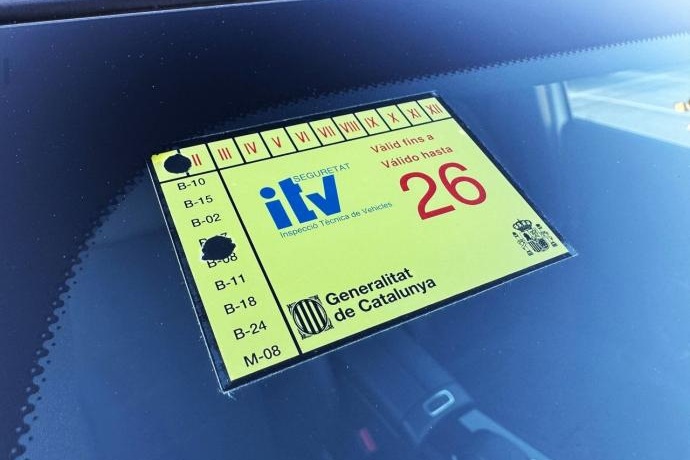 II III IV V VI VII VIII IX X XI XII
B-10
B-15
B-02
B-08
B-11
B-18
B-24
M-08
SEGURETAT
itv
Inspecció Tècnica de Vehicles
Vàlid fins a
Válido hasta
26
Generalitat
de Catalunya